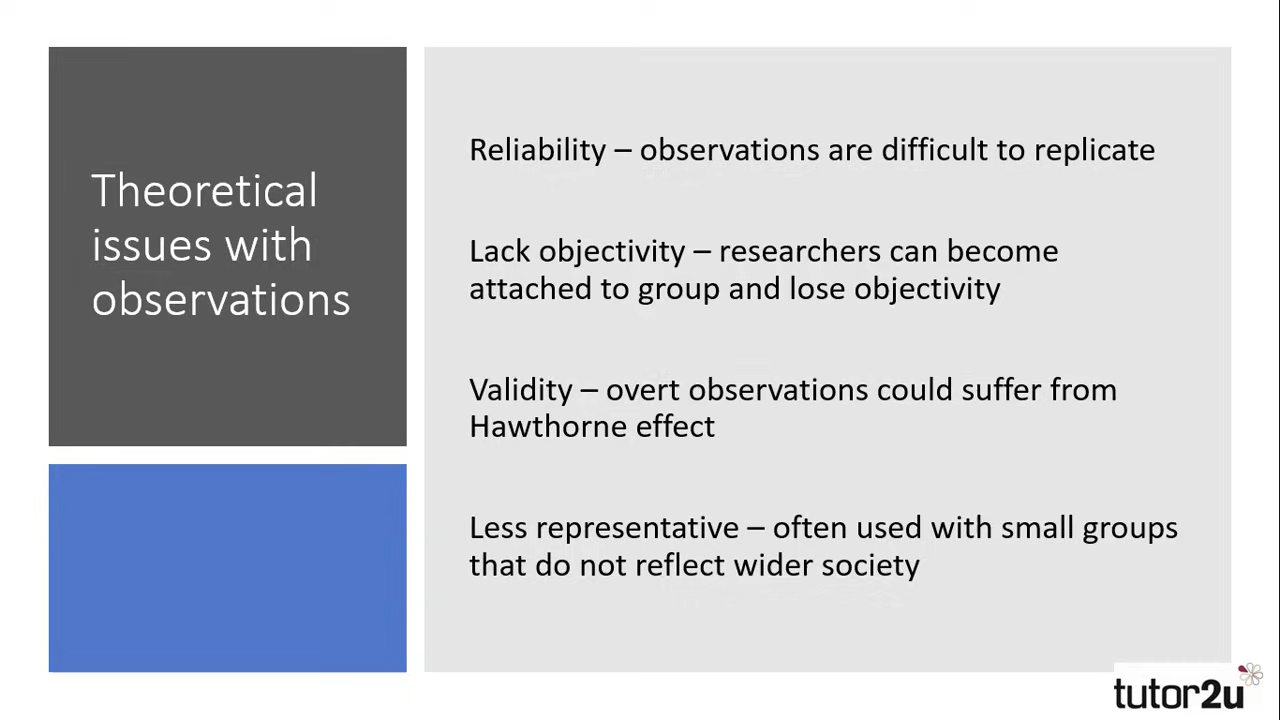 Theoretical
issues with
observations
Reliability – observations are difficult to replicate
Lack objectivity – researchers can become
attached to group and lose objectivity
Validity – overt observations could suffer from
Hawthorne effect
Less representative – often used with small groups
that do not reflect wider society
tutor2u